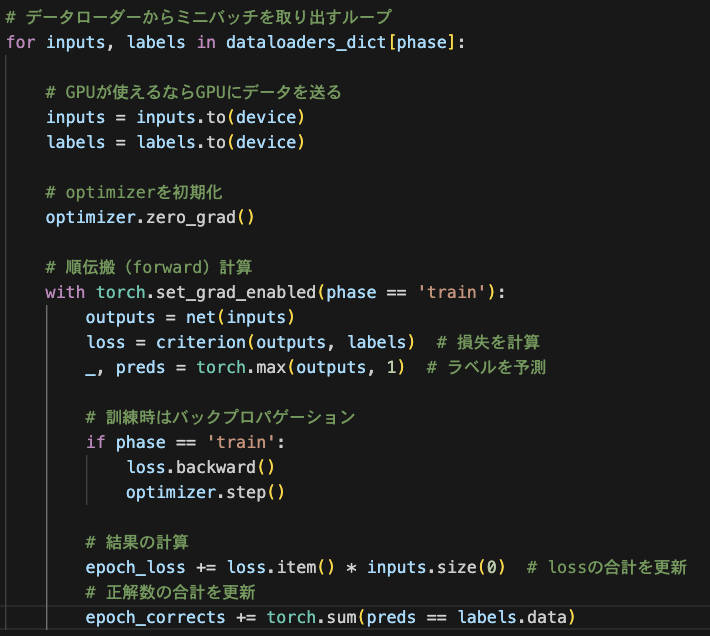 # データローダーからミニバッチを取り出すループ
for inputs, labels in dataloaders_dict[phase]:
# GPUが使えるならGPUにデータを送る
inputs = inputs.to(device)
labels = labels.to(device)
# optimizerを初期化
optimizer.zero_grad()
# 順伝搬（forward）計算
with torch.set_grad_enabled(phase == 'train'):
outputs = net(inputs)
loss = criterion(outputs, labels)  # 損失を計算
_, preds = torch.max(outputs, 1)  # ラベルを予測
# 訓練時はバックプロパゲーション
if phase == 'train':
loss.backward()
optimizer.step()
# 結果の計算
epoch_loss += loss.item() * inputs.size(0)  # lossの合計を更新
# 正解数の合計を更新
epoch_corrects += torch.sum(preds == labels.data)